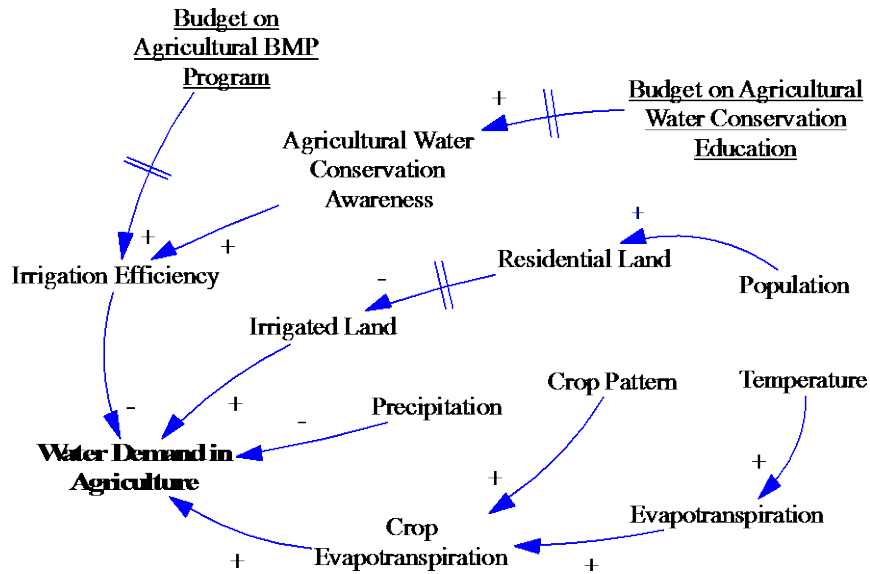 Budget on
Agricultural BMP
Program
+
Budget on Agricultural
Water Conservation
Education
Agricultural Water
Conservation
Awareness
+
+
+
Irrigation Efficiency
Residential Land
-
Population
Irrigated Land
Crop Pattern
Temperature
-
+
Precipitation
-
Water Demand in
Agriculture
+
+
Evapotranspiration
Crop
Evapotranspiration
+
+